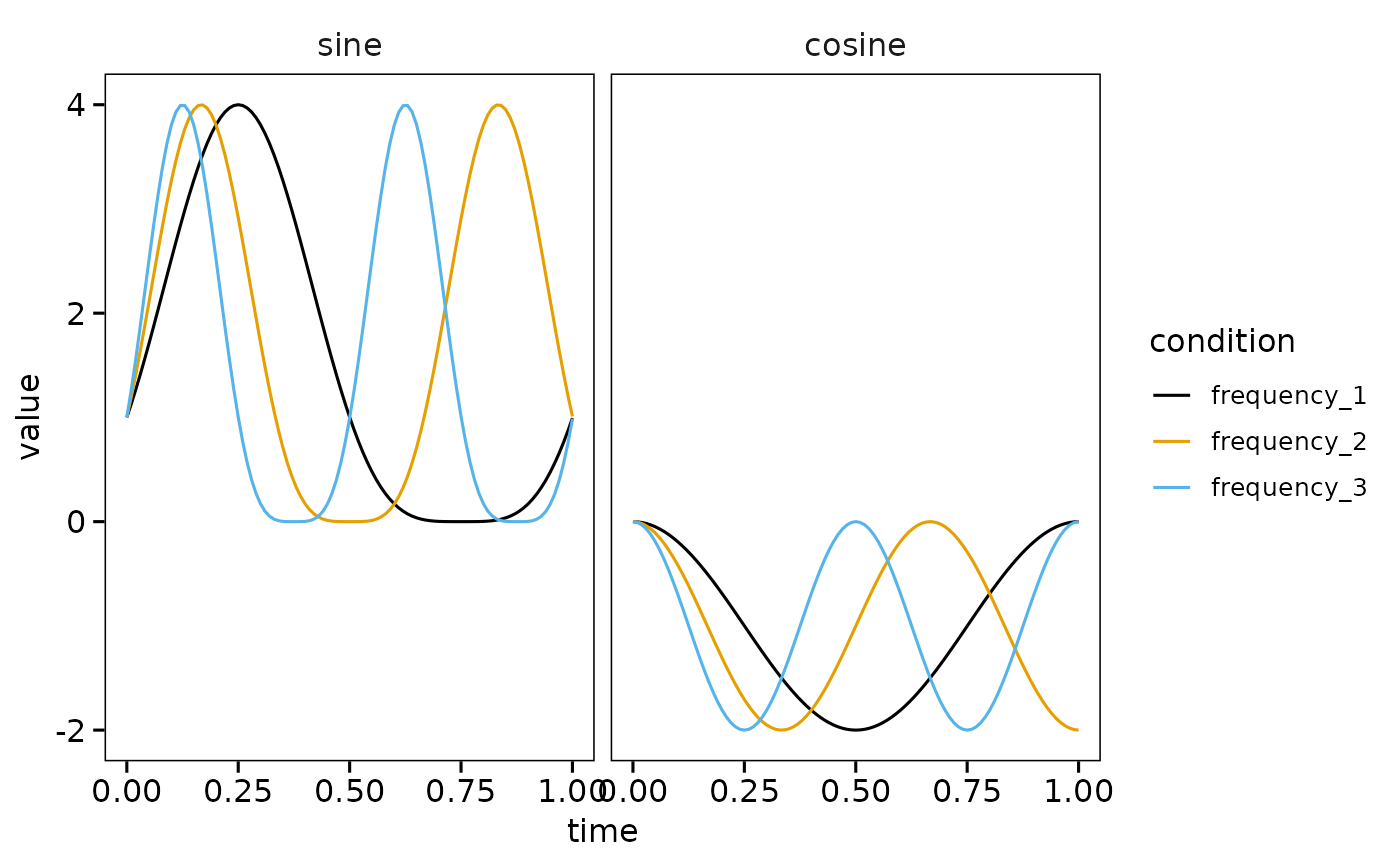 sine cosine
4
2
0
-2
value
0.00 0.25 0.50 0.75 1.00 0.00 0.25 0.50 0.75 1.00
time
condition
frequency_1
frequency_2
frequency_3